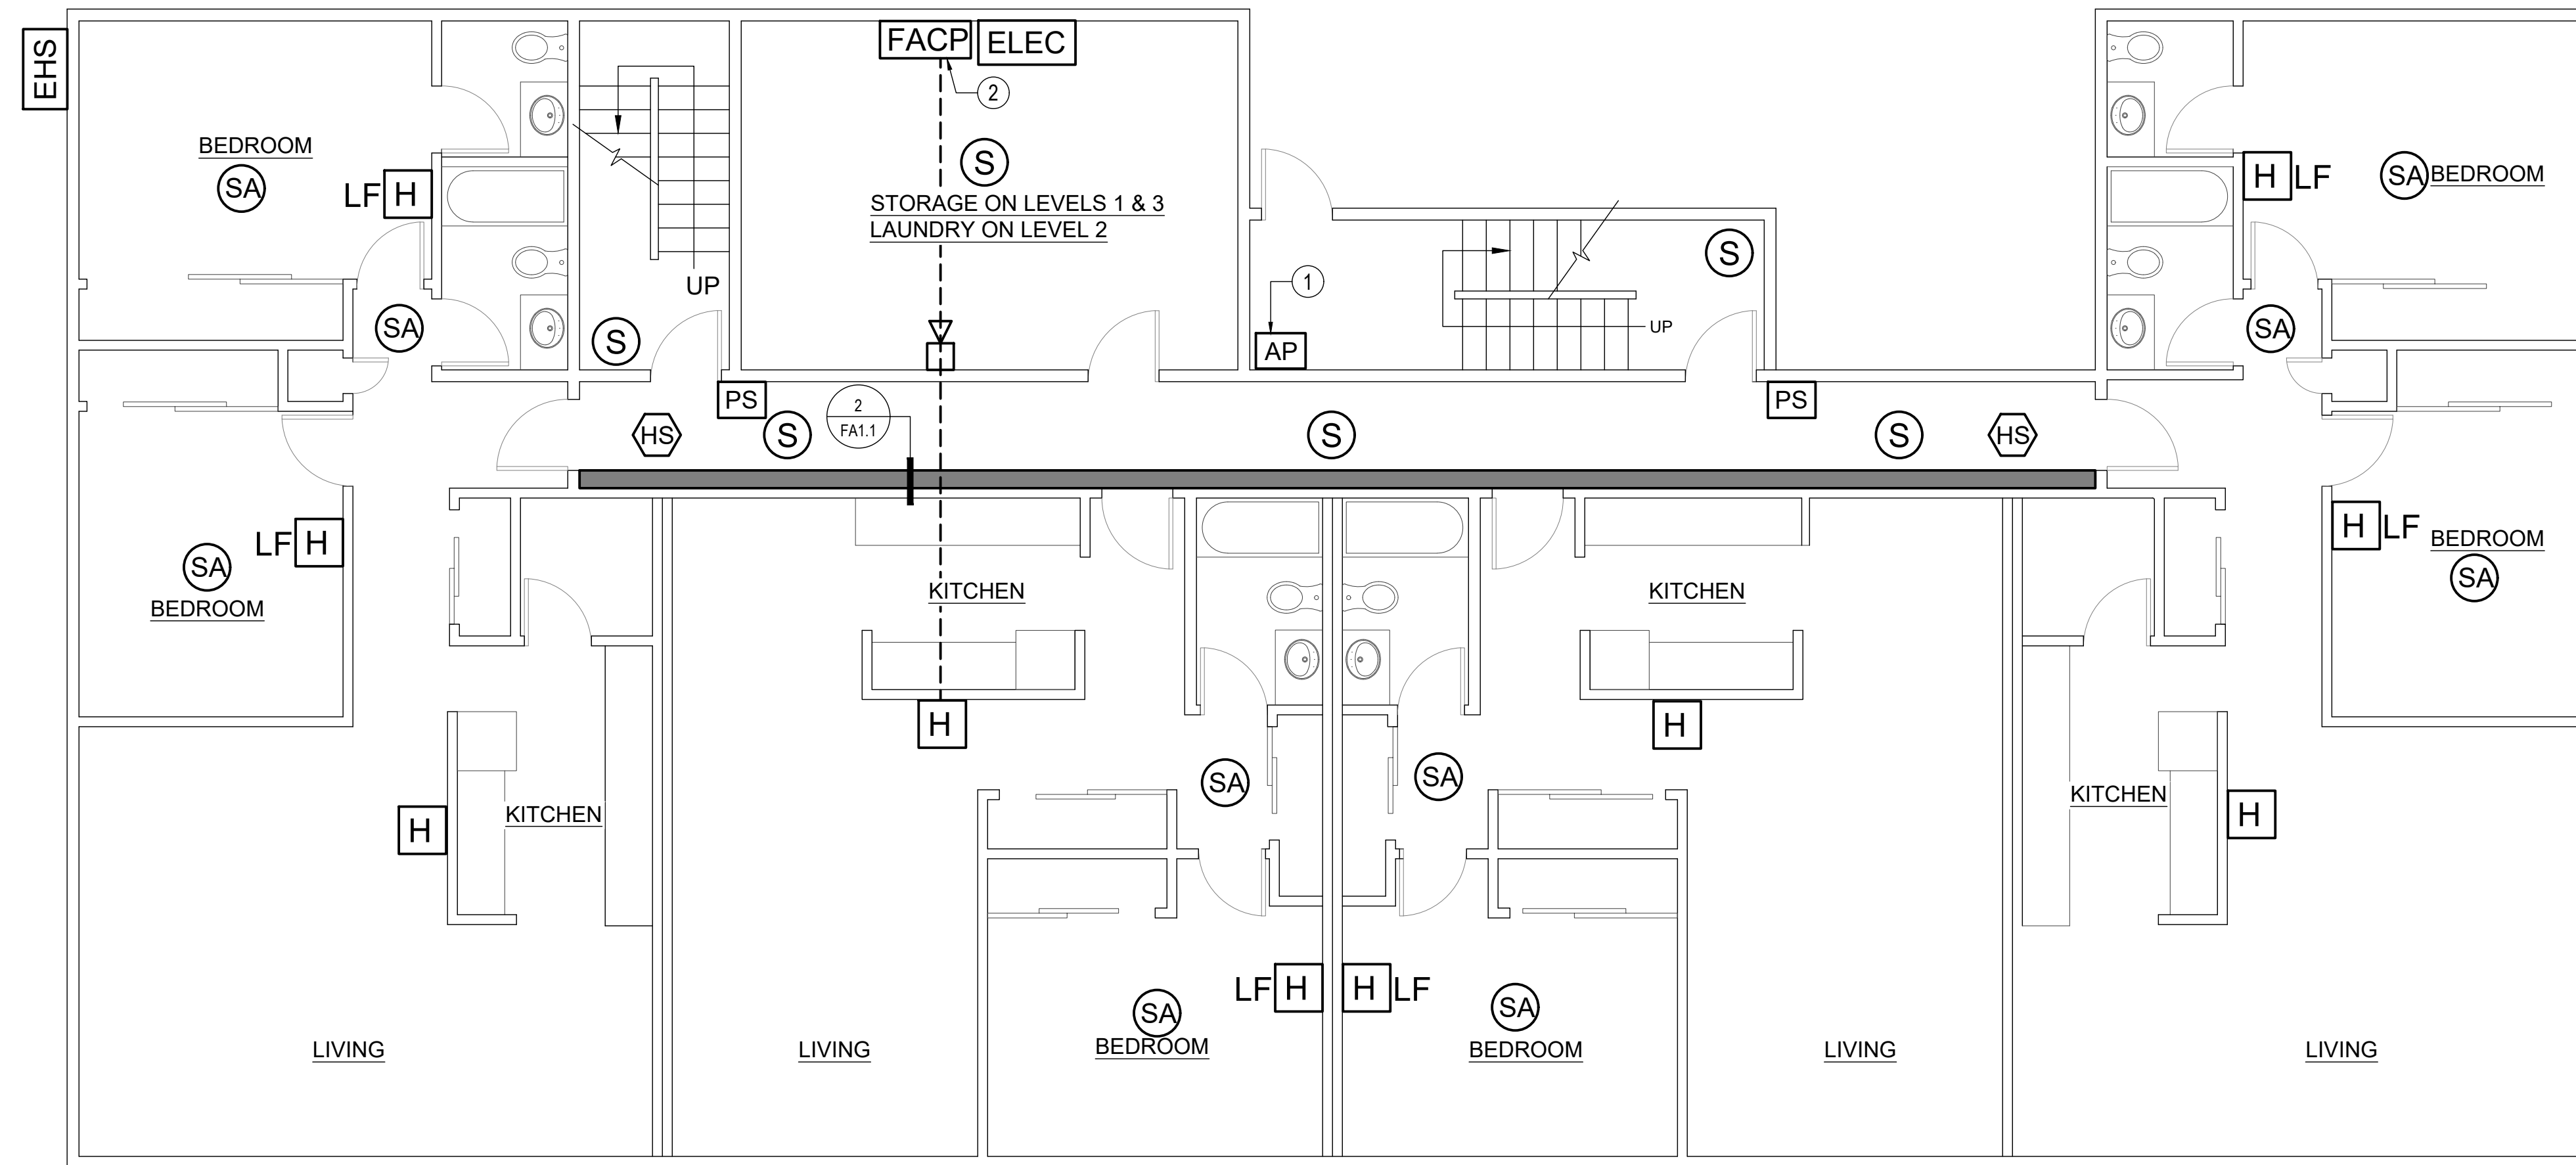 EHS
FACP
ELEC
2
BEDROOM
SA
LF H
S
STORAGE ON LEVELS 1 & 3
LAUNDRY ON LEVEL 2
H LF
SA BEDROOM
S
UP
1
SA
S
UP
AP
SA
PS
2
FA1.1
PS
HS
S
S
S
HS
LF H
SA
BEDROOM
H LF
BEDROOM
SA
KITCHEN
KITCHEN
H
H
SA
SA
H
KITCHEN
KITCHEN
H
LF H
H LF
SA
BEDROOM
SA
BEDROOM
LIVING
LIVING
LIVING
LIVING